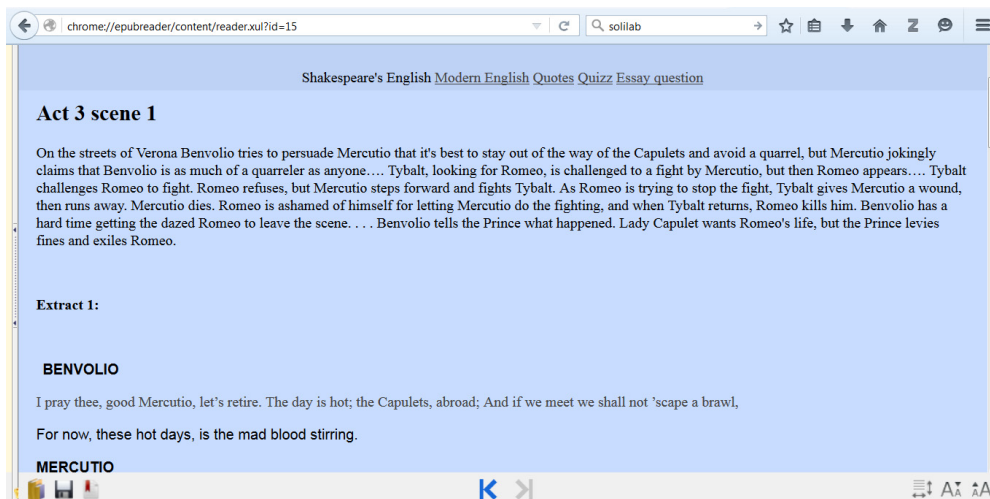 chrome://epubreader/content/reader.xul?id=15
solilab
Shakespeare's English Modern English Quotes Quizz Essay question
Act 3 scene 1
On the streets of Verona Benvolio tries to persuade Mercutio that it's best to stay out of the way of the Capulets and avoid a quarrel, but Mercutio jokingly
claims that Benvolio is as much of a quarreler as anyone…. Tybalt, looking for Romeo, is challenged to a fight by Mercutio, but then Romeo appears…. Tybalt
challenges Romeo to fight. Romeo refuses, but Mercutio steps forward and fights Tybalt. As Romeo is trying to stop the fight, Tybalt gives Mercutio a wound,
then runs away. Mercutio dies. Romeo is ashamed of himself for letting Mercutio do the fighting, and when Tybalt returns, Romeo kills him. Benvolio has a
hard time getting the dazed Romeo to leave the scene. . . . Benvolio tells the Prince what happened. Lady Capulet wants Romeo's life, but the Prince levies
fines and exiles Romeo.
Extract 1:
BENVOLIO
I pray thee, good Mercutio, let’s retire. The day is hot; the Capulets, abroad; And if we meet we shall not ’scape a brawl,
For now, these hot days, is the mad blood stirring.
MERCUTIO